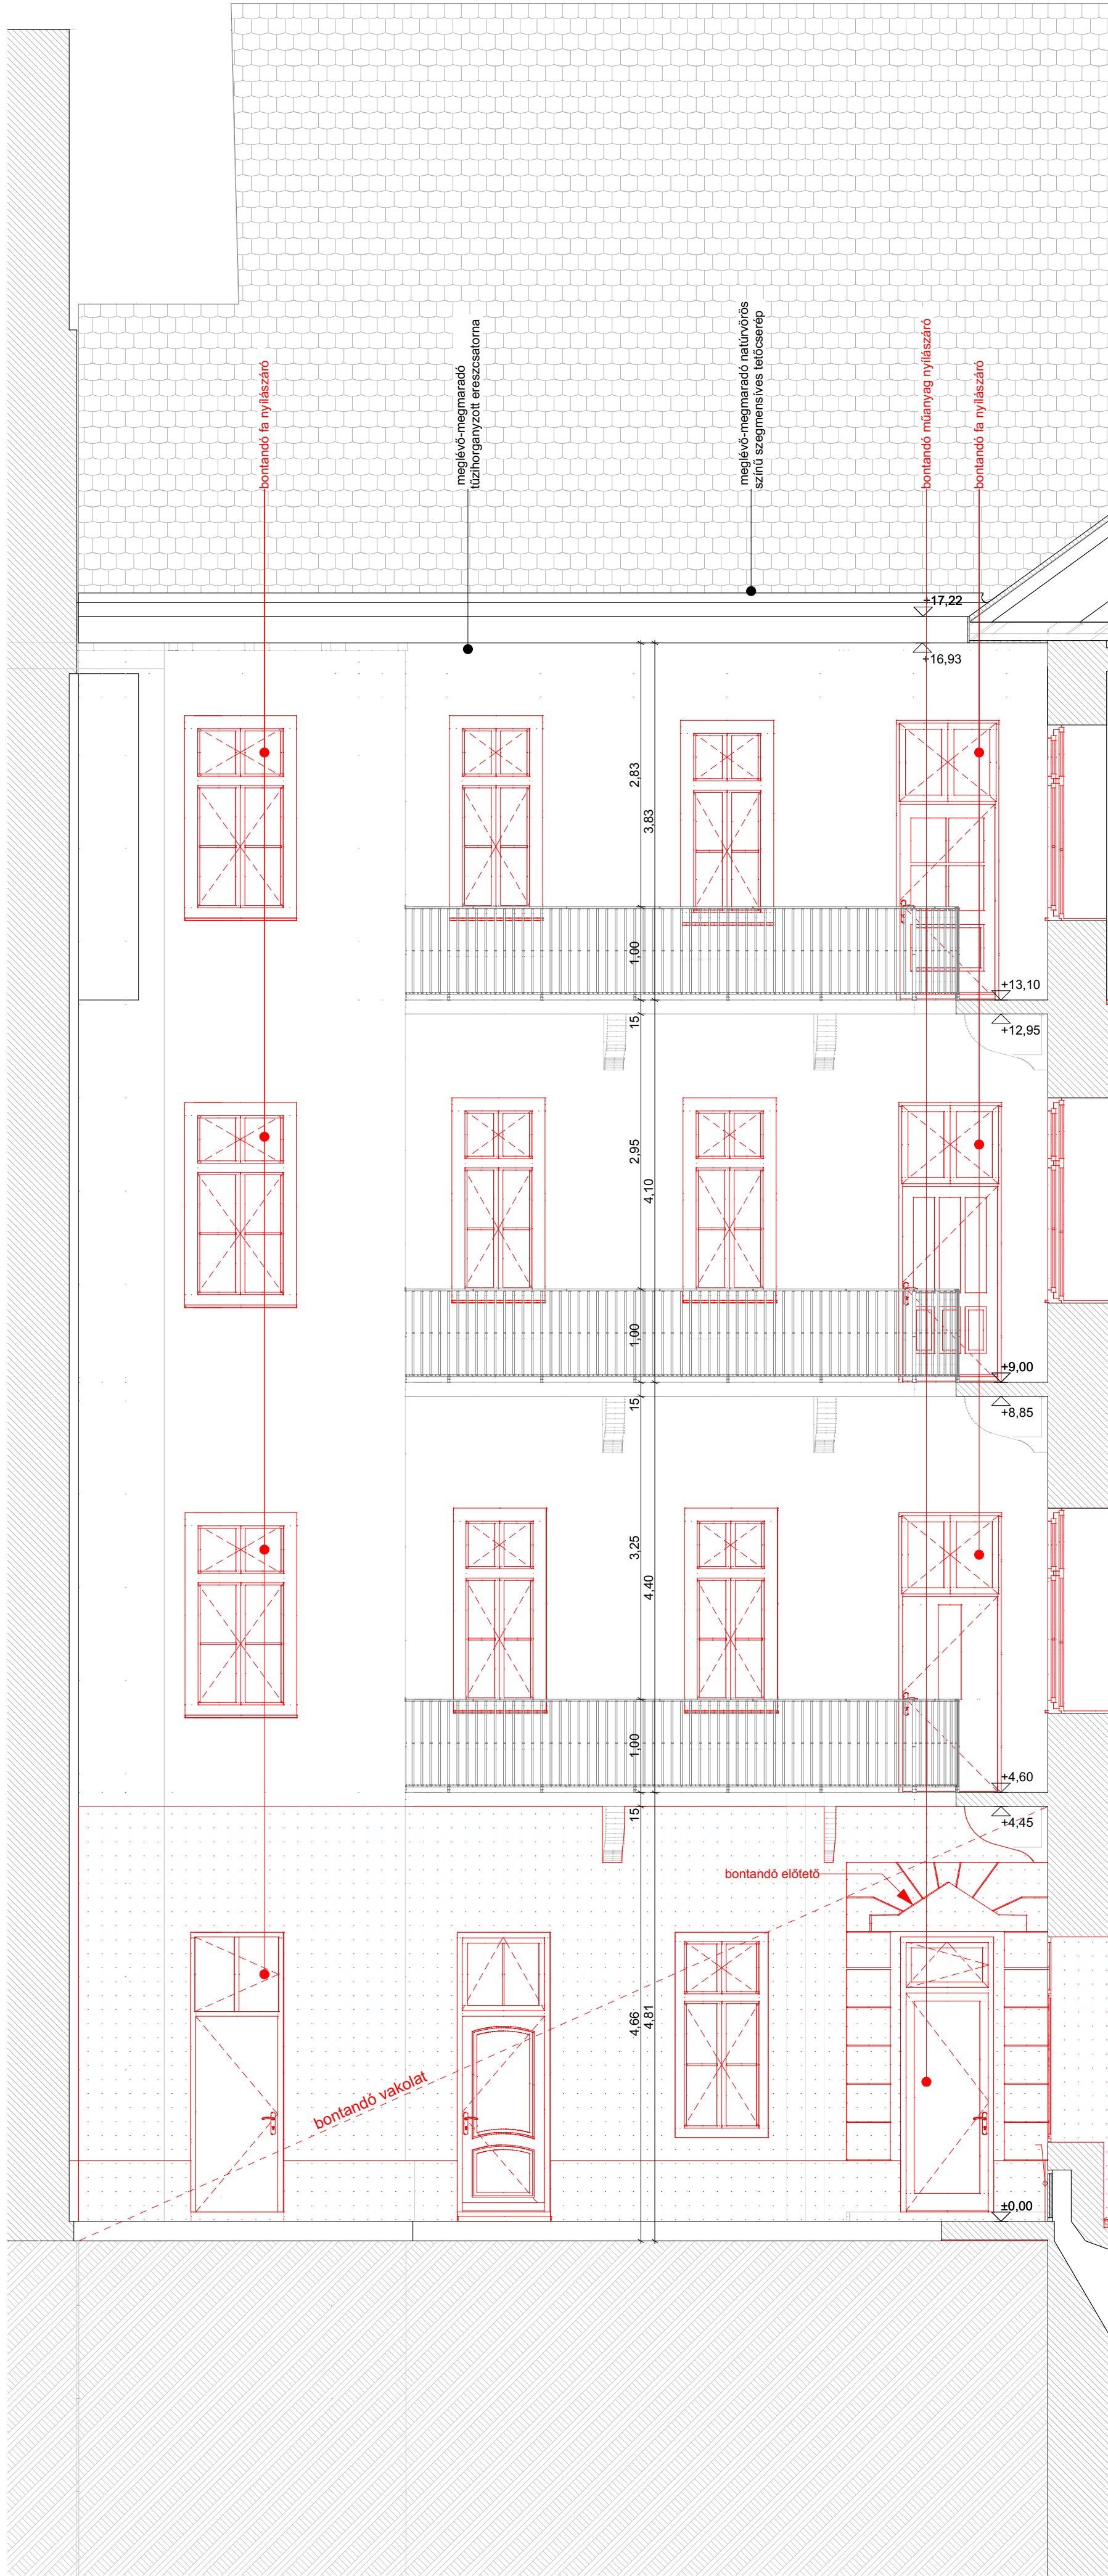 bontandó fa nyílászáró
meglévő-megmaradó
tűzihorganyzott ereszcsatorna
meglévő-megmaradó natúrvörös
színű szegmensíves tetőcserép
bontandó műanyag nyílászáró
bontandó fa nyílászáró
+17,22
+16,93
2,83
3,83
1,00
+13,10
15
+12,95
2,95
4,10
1,00
+9,00
15
+8,85
3,25
4,40
1,00
+4,60
15
+4,45
bontandó előtető
4,66
4,81
bontandó vakolat
±0,00